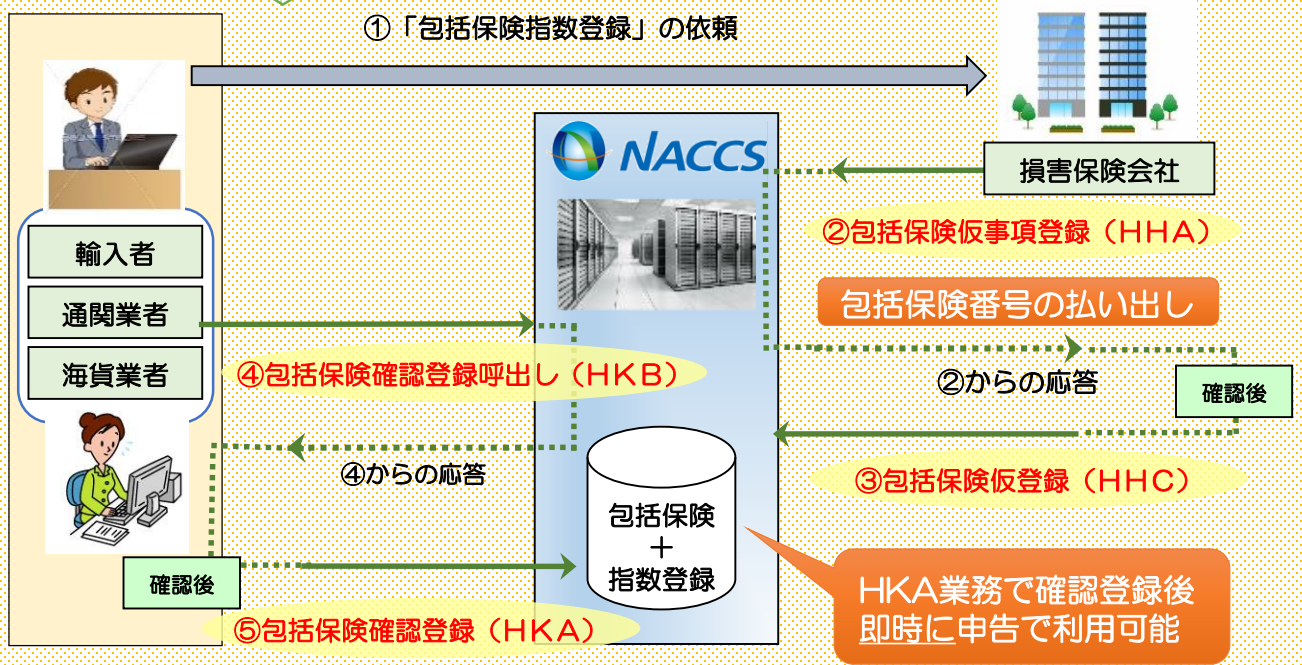 ①「包括保険指数登録」の依頼
NACCS
損害保険会社
②包括保険仮事項登録（HHA）
輸入者
包括保険番号の払い出し
通関業者
海貨業者
④包括保険確認登録呼出し（HKB）
②からの応答
確認後
④からの応答
③包括保険仮登録（HHC）
包括保険
＋
指数登録
確認後
HKA業務で確認登録後
即時に申告で利用可能
⑤包括保険確認登録（HKA）